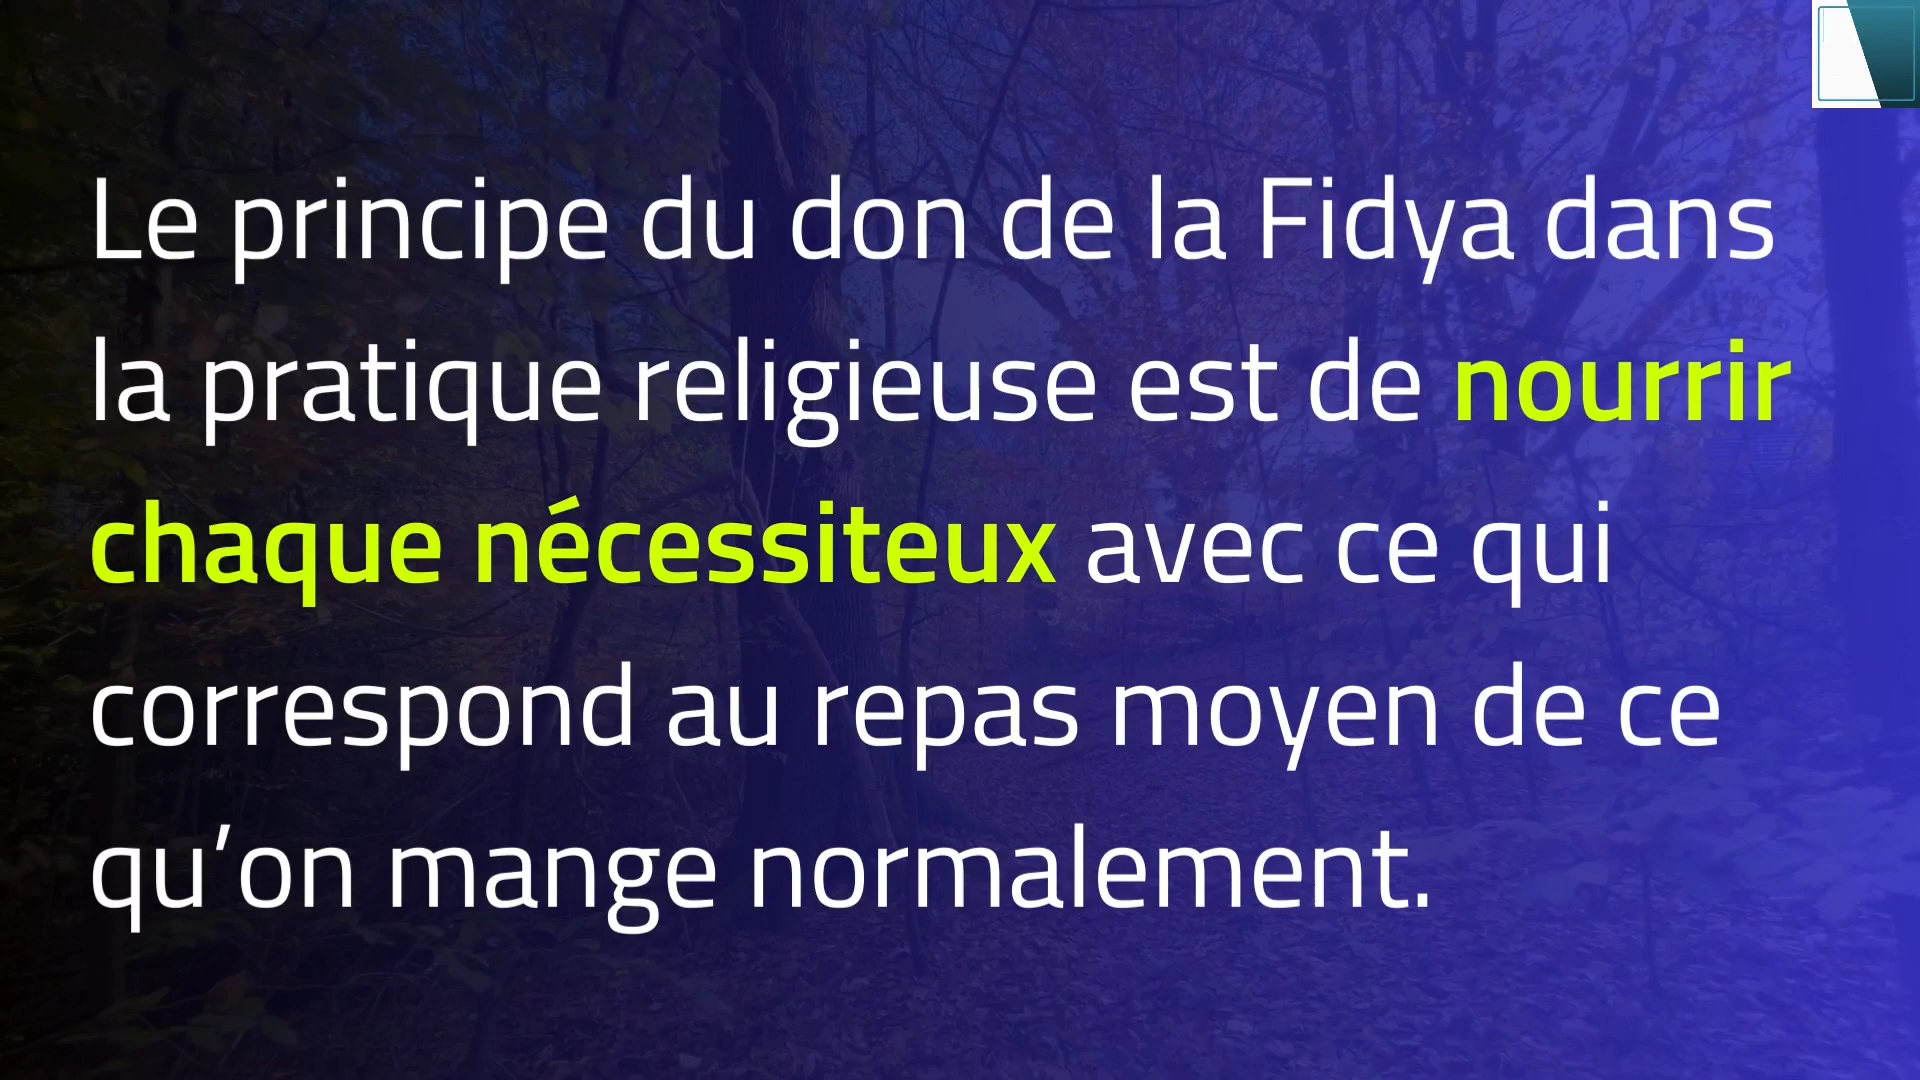 Le principe du don de la Fidya dans
la pratique religieuse est de nourrir
chaque nécessiteux avec ce qui
correspond au repas moyen de ce
qu’on mange normalement.